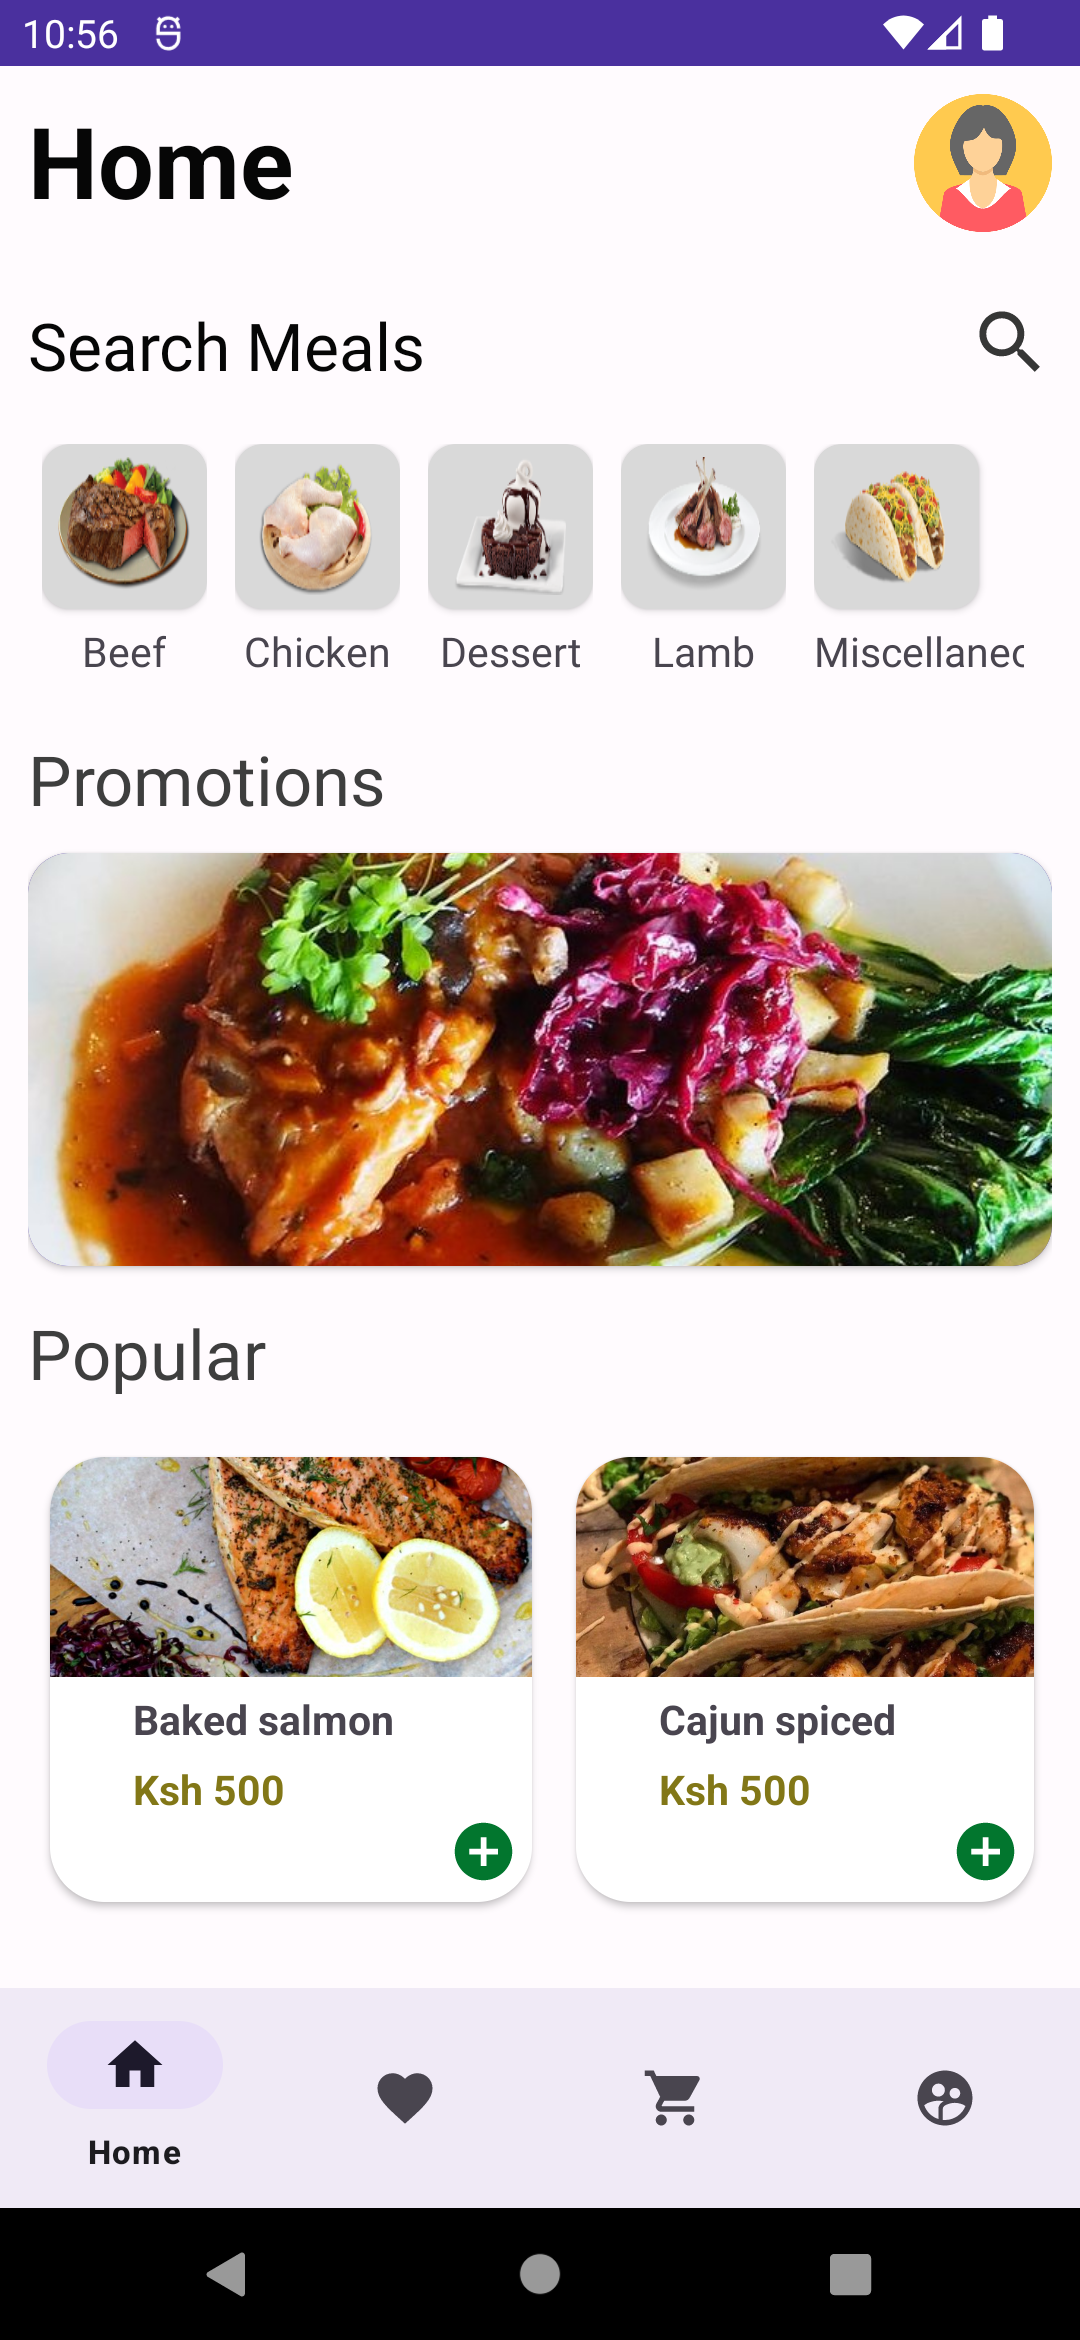 10:56
Home
Search Meals
Beef
Chicken
Dessert
Lamb
Miscellanec
Promotions
Popular
Baked salmon
Cajun spiced
Ksh 500
Ksh 500
Home